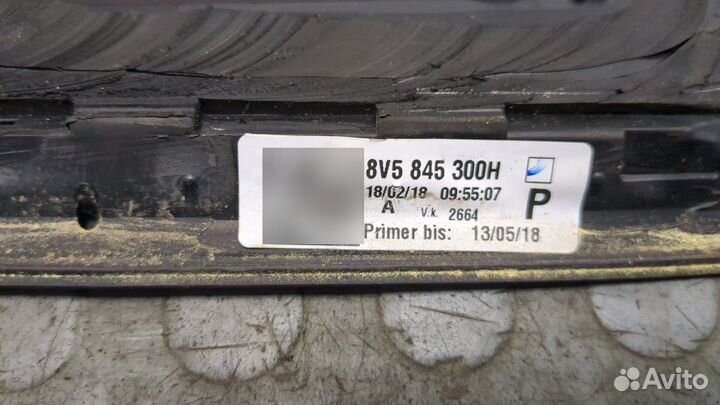 8V5 845 300H
18/02/18 09:55:07
A V.k. 2664 P
Primer bis: 13/05/18
Avito